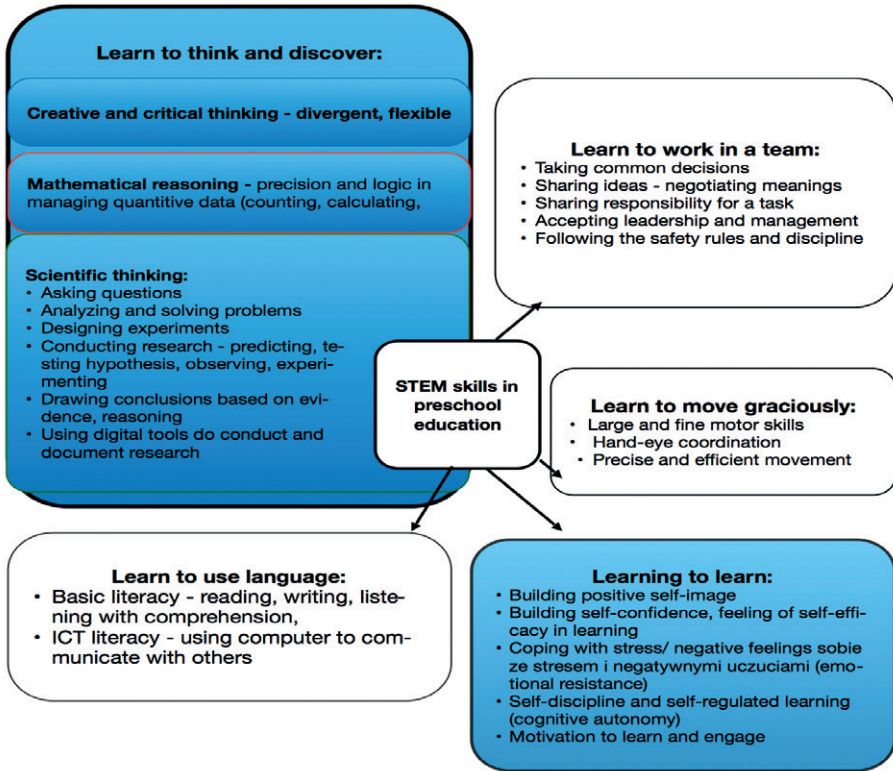 Learn to think and discover:
Creative and critical thinking - divergent, flexible
Mathematical reasoning - precision and logic in
managing quantitive data (counting, calculating,
Scientific thinking:
• Asking questions
• Analyzing and solving problems
• Designing experiments
• Conducting research - predicting, te-
sting hypothesis, observing, experi-
menting
• Drawing conclusions based on evi-
dence, reasoning
• Using digital tools do conduct and
document research
Learn to work in a team:
• Taking common decisions
• Sharing ideas - negotiating meanings
• Sharing responsibility for a task
• Accepting leadership and management
• Following the safety rules and discipline
STEM skills in
preschool
education
Learn to move graciously:
• Large and fine motor skills
• Hand-eye coordination
• Precise and efficient movement
Learn to use language:
• Basic literacy - reading, writing, liste-
ning with comprehension,
• ICT literacy - using computer to com-
municate with others
Learning to learn:
• Building positive self-image
• Building self-confidence, feeling of self-effi-
cacy in learning
• Coping with stress/ negative feelings sobie
ze stresem i negatywnymi uczuciami (emo-
tional resistance)
• Self-discipline and self-regulated learning
(cognitive autonomy)
• Motivation to learn and engage